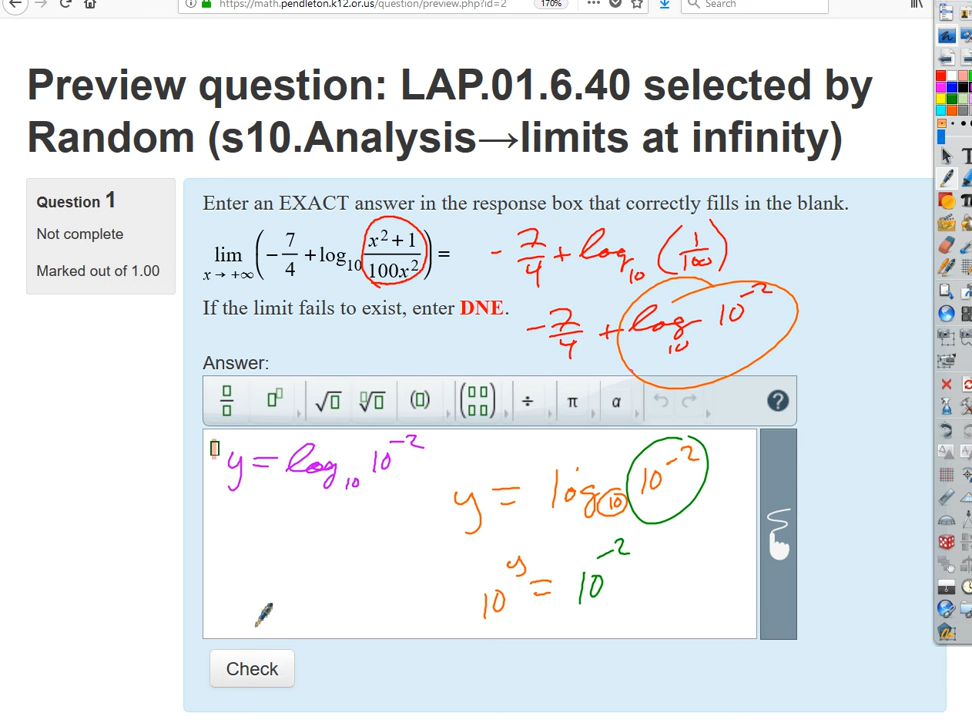 https://math.pendleton.k12.or.us/question/preview.php?id=2
170%
Search
Preview question: LAP.01.6.40 selected by
Random (s10.Analysis→limits at infinity)
Question 1
Not complete
Marked out of 1.00
Enter an EXACT answer in the response box that correctly fills in the blank.
lim x → +∞ (−7/4 + log₁₀ (x² + 1)/(100x²)) = − 7/4 + log₁₀ (1/100)
If the limit fails to exist, enter DNE.
− 7/4 + log₁₀ 10⁻²
Answer:
÷ π α ?
y = log₁₀ 10⁻²
y = log₁₀ 10⁻²
10ʸ = 10⁻²
Check